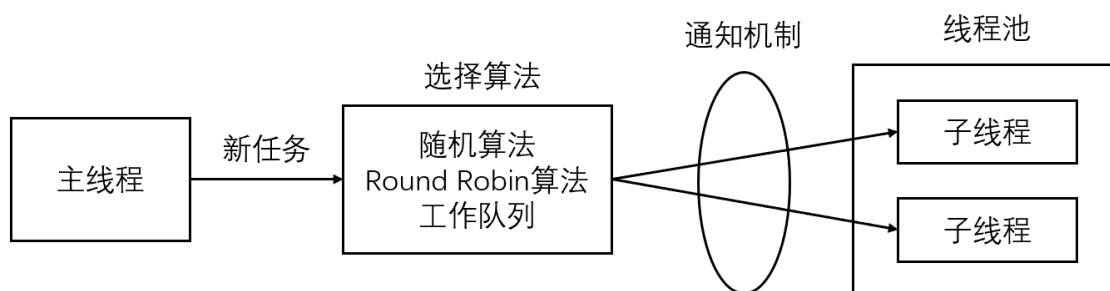 主线程
新任务
选择算法
随机算法
Round Robin算法
工作队列
通知机制
线程池
子线程
子线程